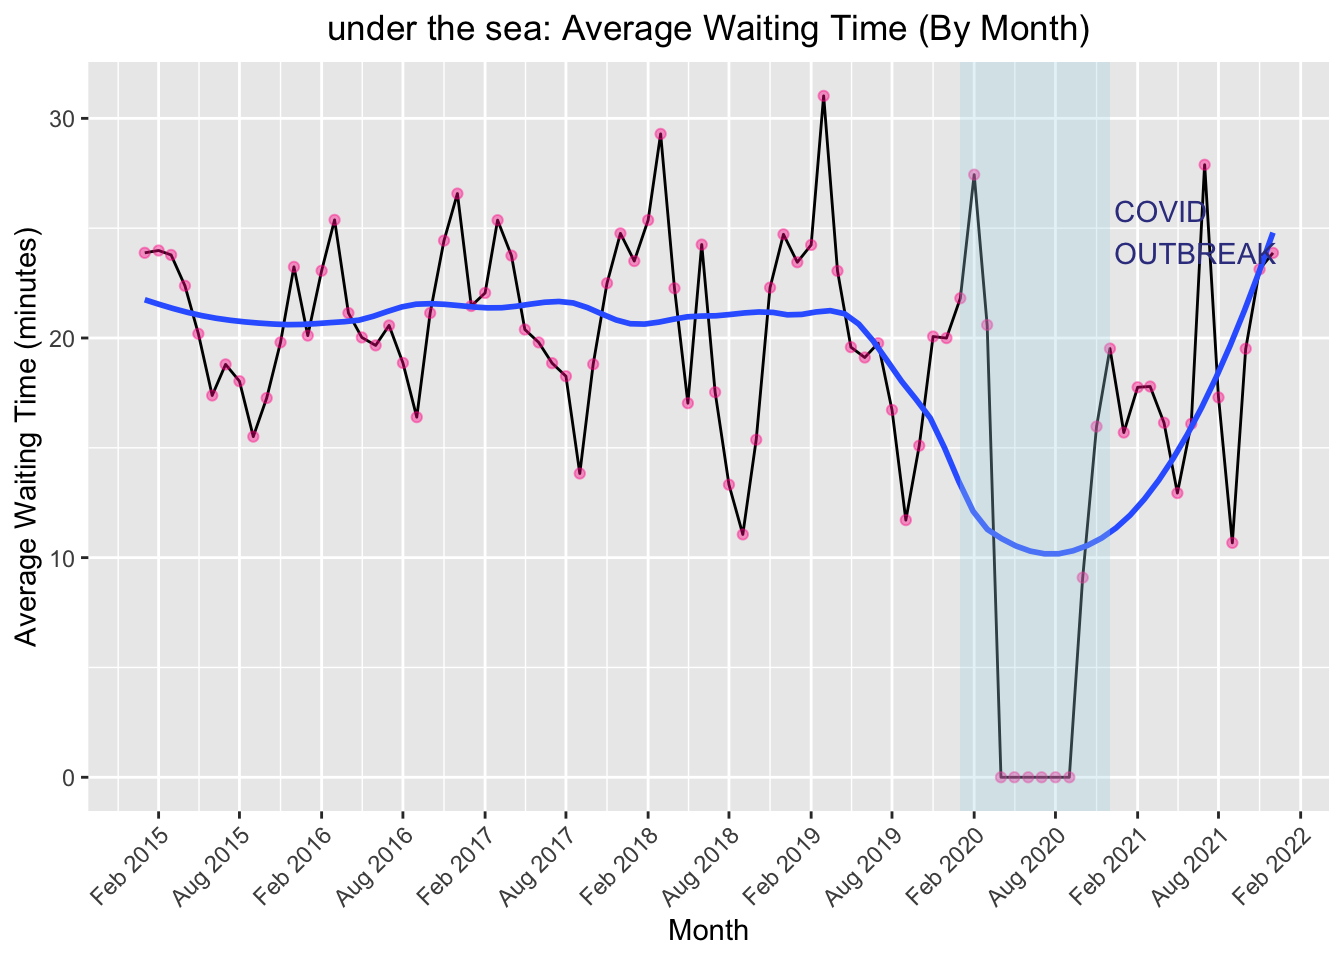 under the sea: Average Waiting Time (By Month)
Average Waiting Time (minutes)
30
20
10
0
COVID
OUTBREAK
Feb 2015
Aug 2015
Feb 2016
Aug 2016
Feb 2017
Aug 2017
Feb 2018
Aug 2018
Feb 2019
Aug 2019
Feb 2020
Aug 2020
Feb 2021
Aug 2021
Feb 2022
Month